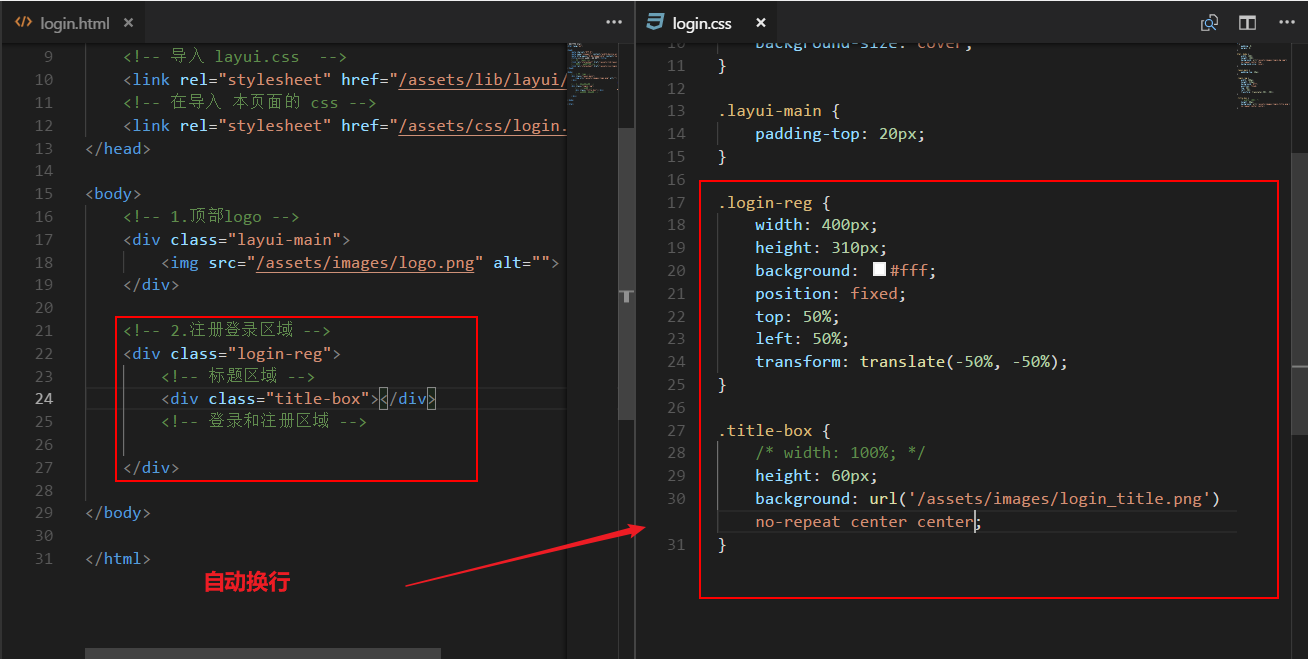 login.html
9 <!-- 导入 layui.css  -->
10 <link rel="stylesheet" href="/assets/lib/layui/
11 <!-- 在导入 本页面的 css -->
12 <link rel="stylesheet" href="/assets/css/login.
13 </head>
14
15 <body>
16 <!-- 1.顶部logo -->
17 <div class="layui-main">
18 <img src="/assets/images/logo.png" alt="">
19 </div>
20
21 <!-- 2.注册登录区域 -->
22 <div class="login-reg">
23 <!-- 标题区域 -->
24 <div class="title-box"></div>
25 <!-- 登录和注册区域 -->
26
27 </div>
28
29 </body>
30
31 </html>
自动换行
login.css
10 background-size: cover;
11 }
12
13 .layui-main {
14 padding-top: 20px;
15 }
16
17 .login-reg {
18 width: 400px;
19 height: 310px;
20 background: #fff;
21 position: fixed;
22 top: 50%;
23 left: 50%;
24 transform: translate(-50%, -50%);
25 }
26
27 .title-box {
28 /* width: 100%; */
29 height: 60px;
30 background: url('/assets/images/login_title.png')
no-repeat center center;
31 }